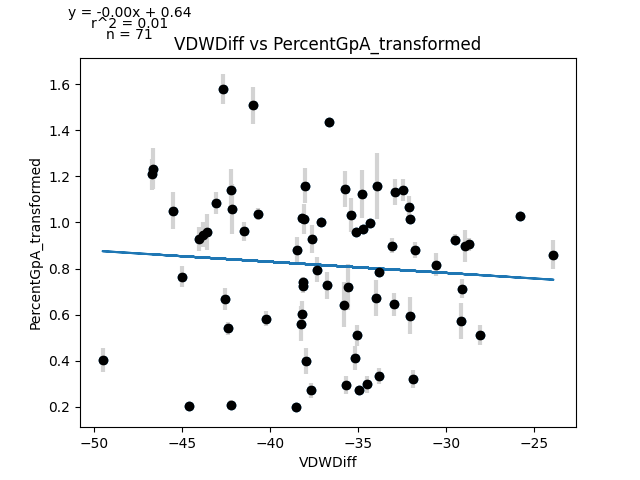 y = -0.00x + 0.64
r^2 = 0.01
n = 71
VDWDiff vs PercentGpA_transformed
1.6
1.4
1.2
1.0
0.8
0.6
0.4
0.2
PercentGpA_transformed
−50
−45
−40
−35
−30
−25
VDWDiff